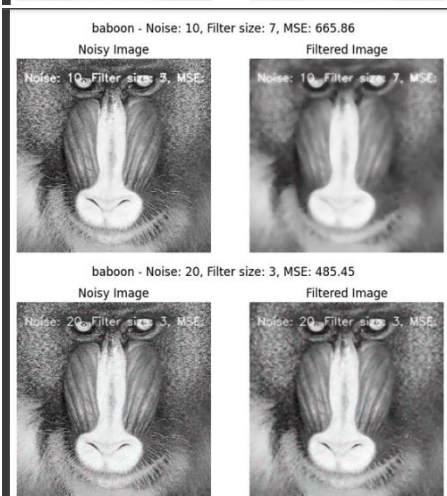 baboon - Noise: 10, Filter size: 7, MSE: 665.86
Noisy Image
Filtered Image
Noise: 10, Filter size: 3, MSE:
Noise: 10, Filter size: 7, MSE:
baboon - Noise: 20, Filter size: 3, MSE: 485.45
Noisy Image
Filtered Image
Noise: 20, Filter size: 3, MSE:
Noise: 20, Filter size: 3, MSE: